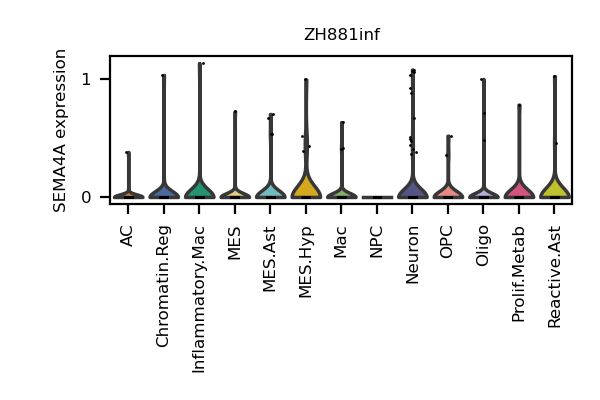 ZH881inf
SEMA4A expression
1
0
AC
Chromatin.Reg
Inflammatory.Mac
MES
MES.Ast
MES.Hyp
Mac
NPC
Neuron
OPC
Oligo
Prolif.Metab
Reactive.Ast